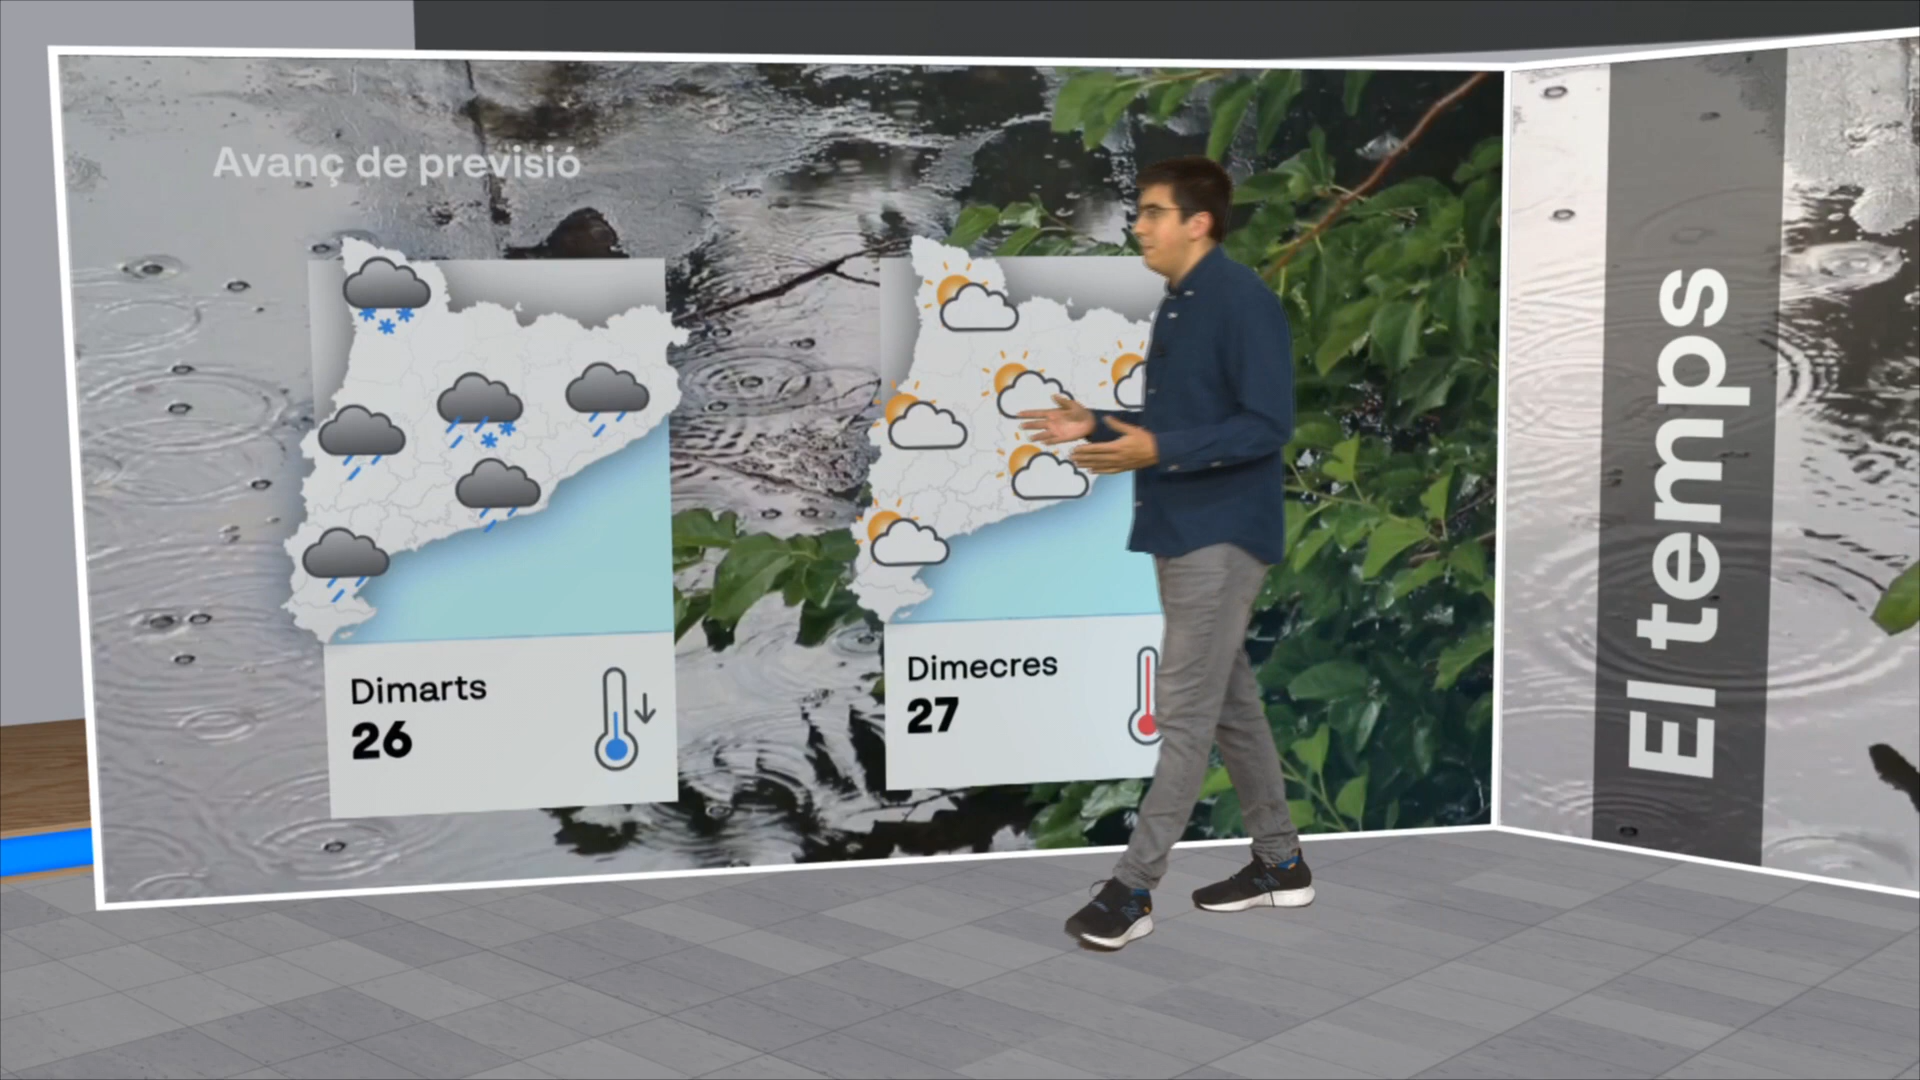 Avanç de previsió
Dimarts
26
Dimecres
27
El temps